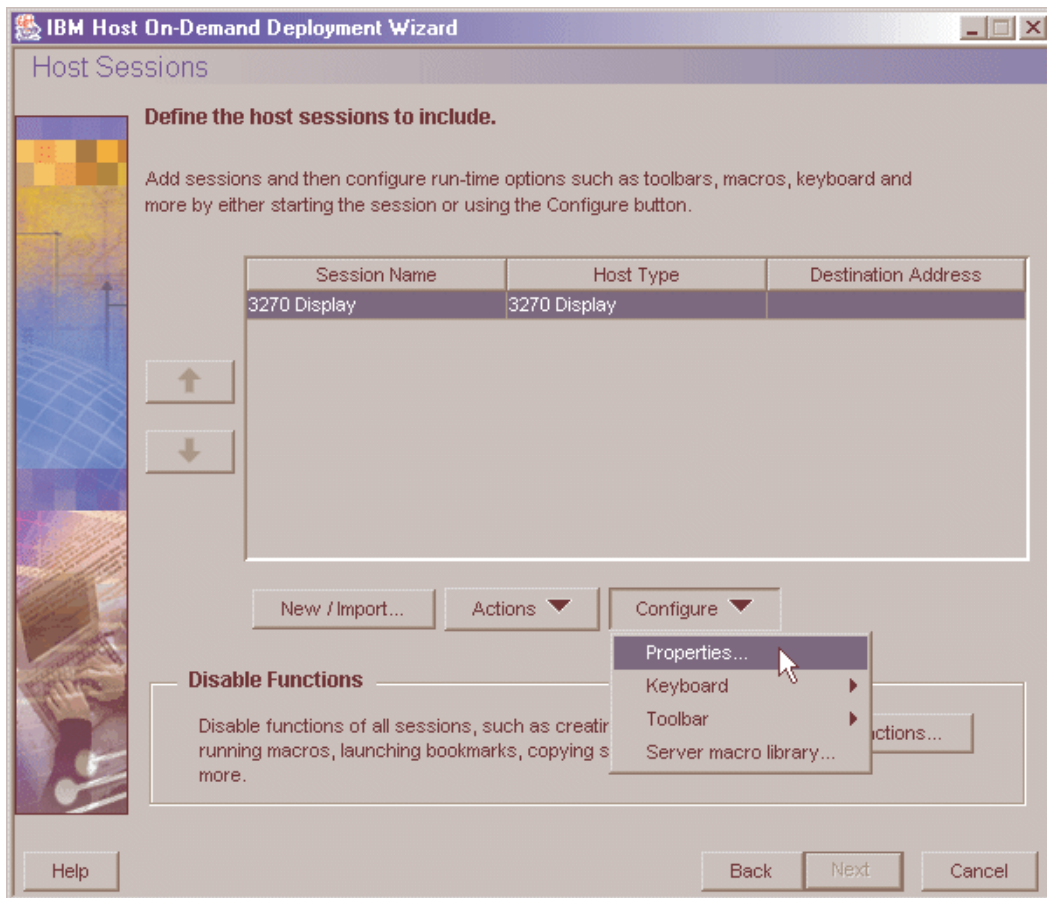 IBM Host On-Demand Deployment Wizard
Host Sessions
Define the host sessions to include.
Add sessions and then configure run-time options such as toolbars, macros, keyboard and
more by either starting the session or using the Configure button.
Session Name Host Type Destination Address
3270 Display 3270 Display
New / Import... Actions Configure
Properties...
Keyboard
Toolbar
Server macro library...
Disable Functions
Disable functions of all sessions, such as
running macros, launching bookmarks, copying
more.
Help Back Next Cancel